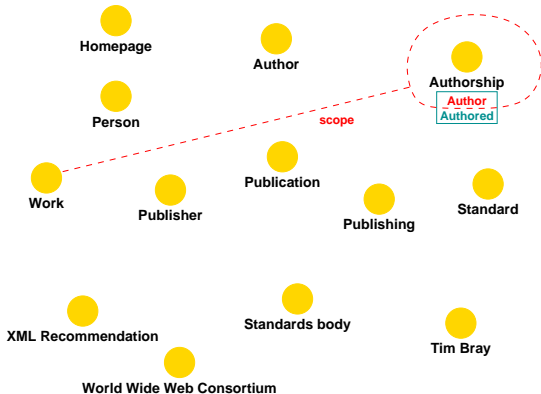 Homepage
Author
Authorship
Author
Authored
Person
scope
Work
Publisher
Publication
Publishing
Standard
XML Recommendation
Standards body
Tim Bray
World Wide Web Consortium